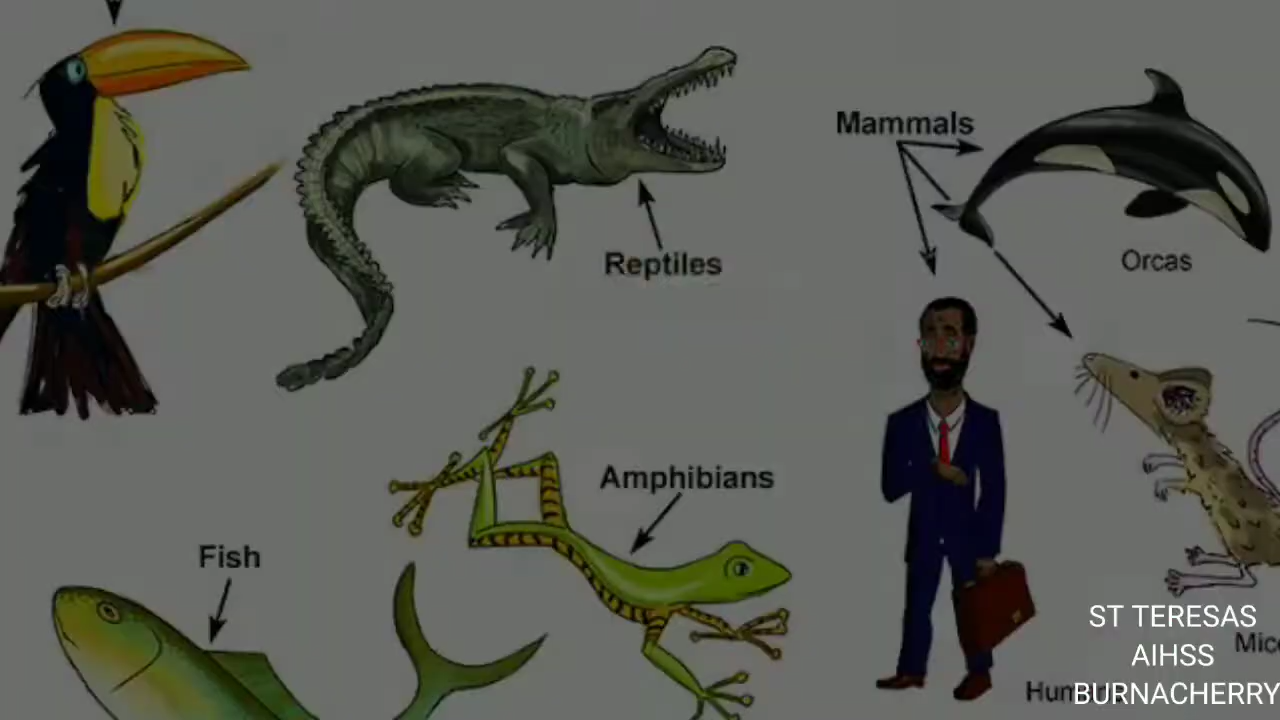 Mammals
Reptiles
Orcas
Amphibians
Fish
ST TERESAS
AIHSS
BURNACHERRY